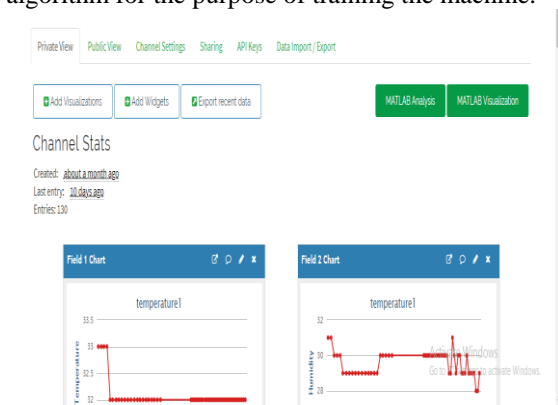 algorithm for the purpose of training the machine.
Private View Public View Channel Settings Sharing API Keys Data Import / Export
Add Visualizations Add Widgets Export recent data MATLAB Analysis MATLAB Visualization
Channel Stats
Created: about a month ago
Last entry: 10 days ago
Entries: 130
Field 1 Chart
temperature1
33.5
33
32.5
32
Temperature
Field 2 Chart
temperature1
32
30
28
Humidity
Activate Windows
Go to activate Windows.